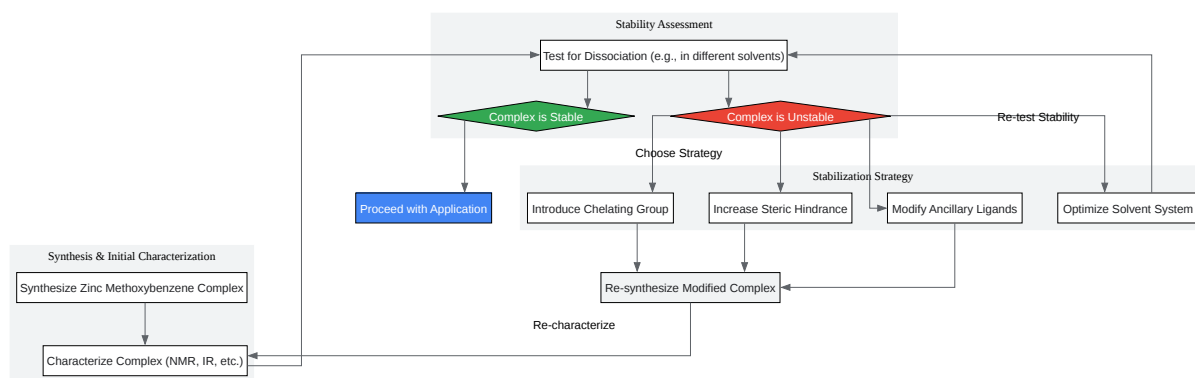 Stability Assessment
Test for Dissociation (e.g., in different solvents)
Complex is Stable
Complex is Unstable
Re-test Stability
Choose Strategy
Stabilization Strategy
Proceed with Application
Introduce Chelating Group
Increase Steric Hindrance
Modify Ancillary Ligands
Optimize Solvent System
Synthesis & Initial Characterization
Synthesize Zinc Methoxybenzene Complex
Re-synthesize Modified Complex
Re-characterize
Characterize Complex (NMR, IR, etc.)